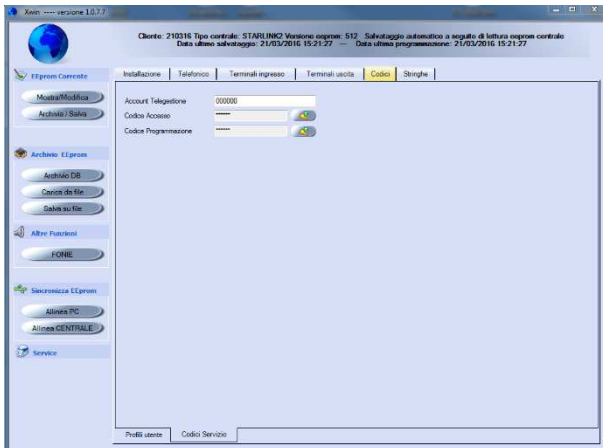 Xwin ---- versione 1.0.7.7
Cliente: 210316 Tipo centrale: STARLINK2 Versione eeprom: 512 Salvataggio automatico a seguito di lettura eeprom centrale
Data ultimo salvataggio: 21/03/2016 15:21:27 --- Data ultima programmazione: 21/03/2016 15:21:27
EEprom Corrente
Mostra/Modifica
Archivia / Salva
Archivio EEprom
Archivio DB
Carica da file
Salva su file
Altre Funzioni
FONIE
Sincronizza EEprom
Allinea PC
Allinea CENTRALE
Service
Installazione Telefonico Terminali ingresso Terminali uscita Codici Stringhe
Account Telegestione 000000
Codice Accesso ******
Codice Programmazione ******
Profili utente Codici Servizio